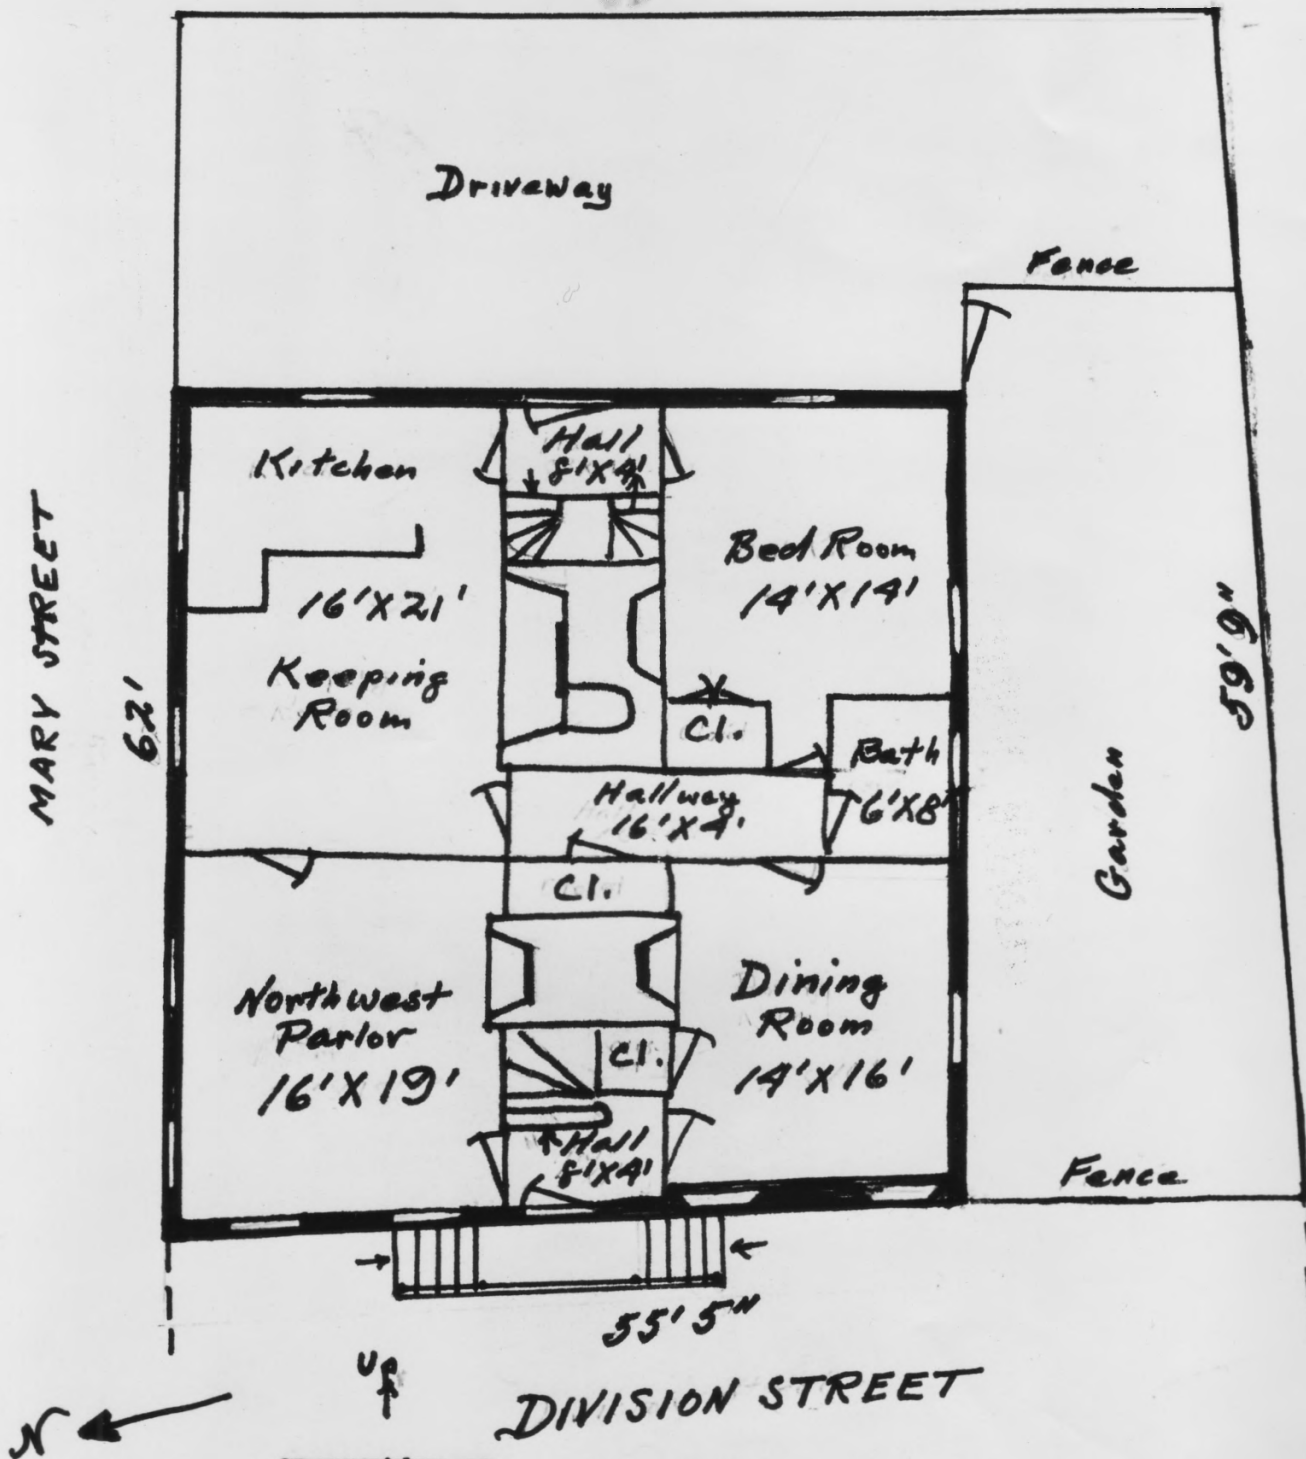 Driveway
Fence
Kitchen
Hall
8'X4'
MARY STREET
62'
16'X21'
Keeping
Room
Bed Room
14'X14'
Cl.
Bath
6'X8'
Hallway
16'X4'
Garden
59'9"
Cl.
Northwest
Parlor
16'X19'
Dining
Room
14'X16'
Cl.
Hall
8'X4'
Fence
55'5"
Up
N
DIVISION STREET